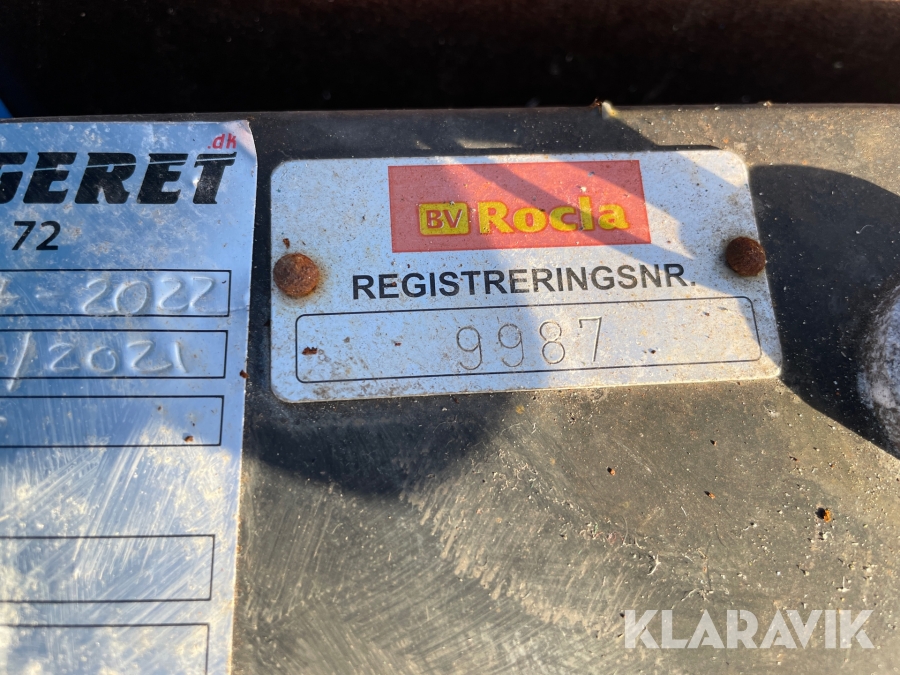 .dk
GERET
72
2022
/2021
BV Rocla
REGISTRERINGSNR.
9987
KLARAVIK